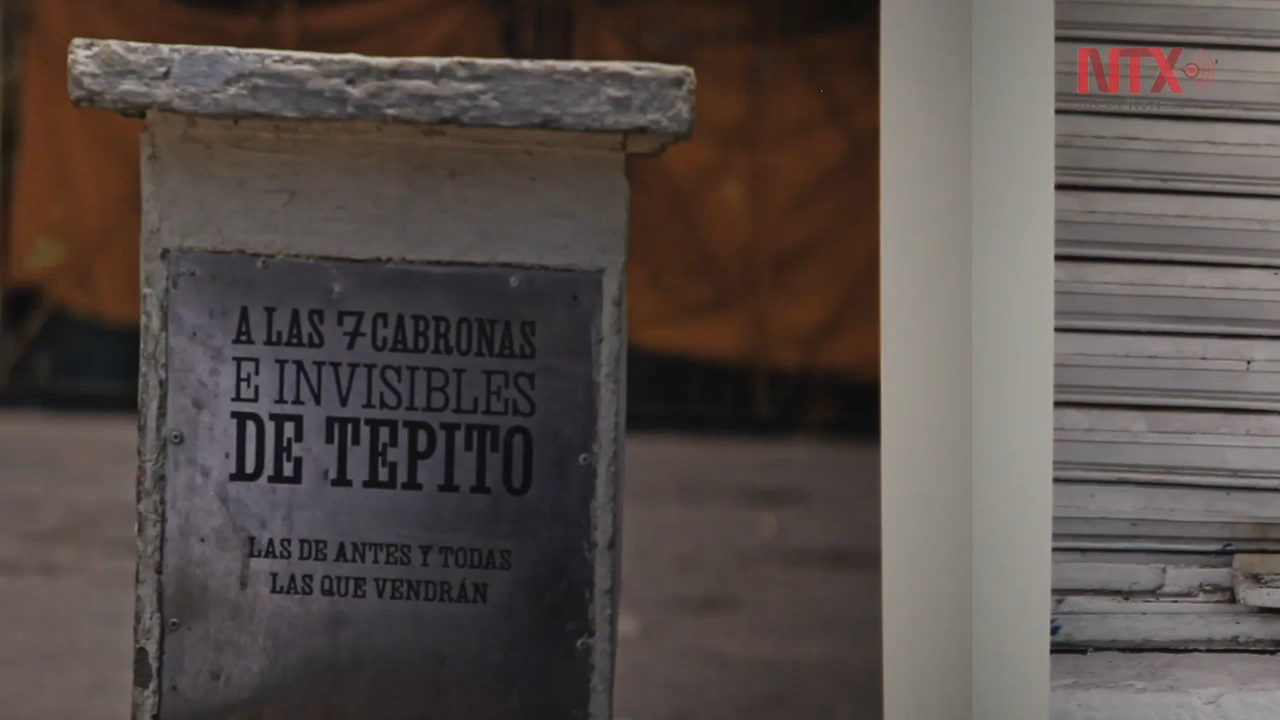 NTX
A LAS 7 CABRONAS
E INVISIBLES
DE TEPITO
LAS DE ANTES Y TODAS
LAS QUE VENDRÁN